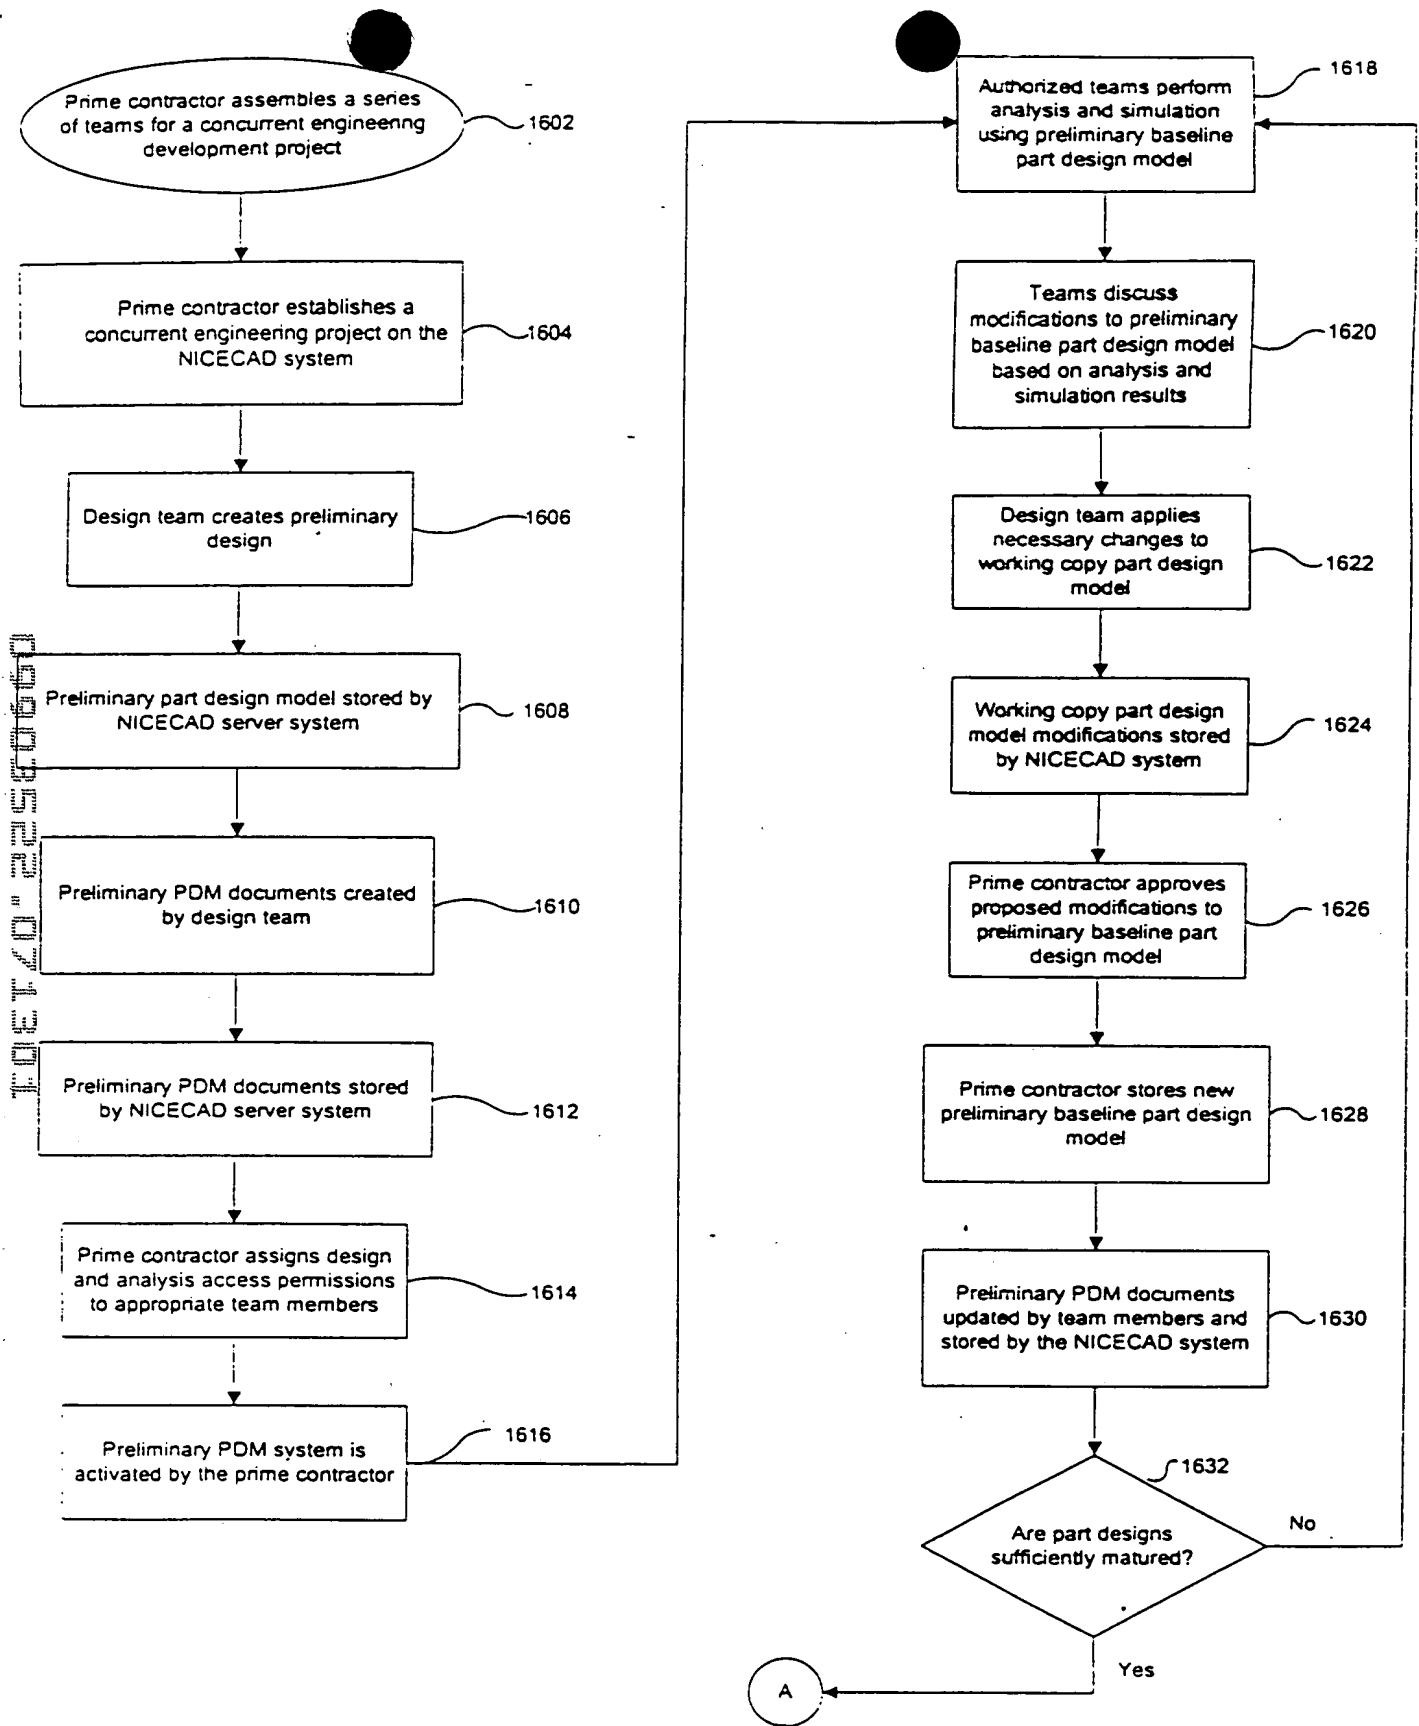 Prime contractor assembles a series
of teams for a concurrent engineering
development project
1602
Prime contractor establishes a
concurrent engineering project on the
NICECAD system
1604
Design team creates preliminary
design
1606
Preliminary part design model stored by
NICECAD server system
1608
Preliminary PDM documents created
by design team
1610
Preliminary PDM documents stored
by NICECAD server system
1612
Prime contractor assigns design
and analysis access permissions
to appropriate team members
1614
Preliminary PDM system is
activated by the prime contractor
1616
Authorized teams perform
analysis and simulation
using preliminary baseline
part design model
1618
Teams discuss
modifications to preliminary
baseline part design model
based on analysis and
simulation results
1620
Design team applies
necessary changes to
working copy part design
model
1622
Working copy part design
model modifications stored
by NICECAD system
1624
Prime contractor approves
proposed modifications to
preliminary baseline part
design model
1626
Prime contractor stores new
preliminary baseline part design
model
1628
Preliminary PDM documents
updated by team members and
stored by the NICECAD system
1630
1632
Are part designs
sufficiently matured?
No
Yes
A